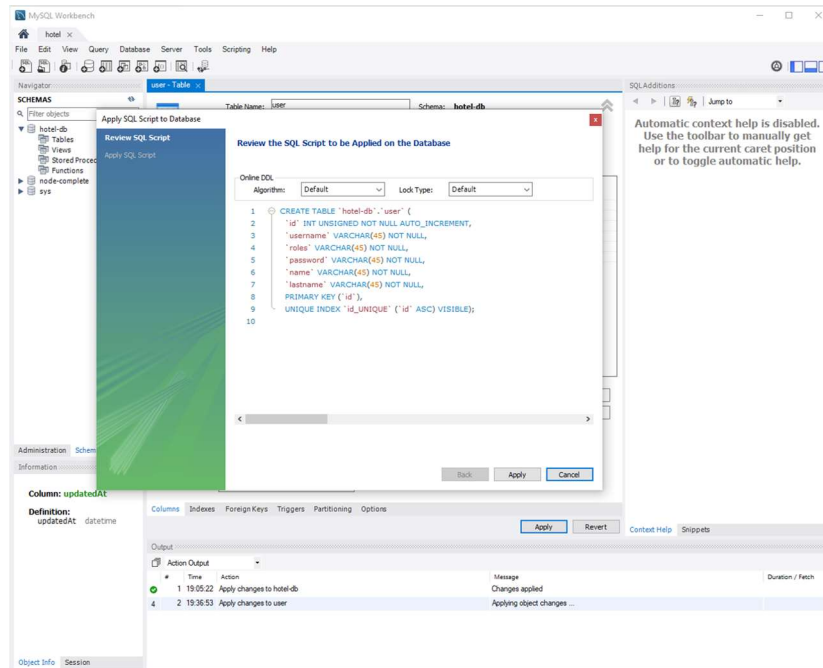 MySQL Workbench
hotel
File Edit View Query Database Server Tools Scripting Help
Navigator
user - Table
SQLAdditions
SCHEMAS
Filter objects
hotel-db
Tables
Views
Stored Proced
Functions
node-complete
sys
Table Name: user Schema: hotel-db
Jump to
Automatic context help is disabled.
Use the toolbar to manually get
help for the current caret position
or to toggle automatic help.
Apply SQL Script to Database
Review SQL Script
Apply SQL Script
Review the SQL Script to be Applied on the Database
Online DDL
Algorithm: Default Lock Type: Default
1 CREATE TABLE `hotel-db`.`user` (
2 `id` INT UNSIGNED NOT NULL AUTO_INCREMENT,
3 `username` VARCHAR(45) NOT NULL,
4 `roles` VARCHAR(45) NOT NULL,
5 `password` VARCHAR(45) NOT NULL,
6 `name` VARCHAR(45) NOT NULL,
7 `lastname` VARCHAR(45) NOT NULL,
8 PRIMARY KEY (`id`),
9 UNIQUE INDEX `id_UNIQUE` (`id` ASC) VISIBLE);
10
Back Apply Cancel
Administration Schem
Information
Column: updatedAt
Definition:
updatedAt datetime
Columns Indexes Foreign Keys Triggers Partitioning Options
Apply Revert
Context Help Snippets
Output
Action Output
# Time Action Message Duration / Fetch
1 19:05:22 Apply changes to hotel-db Changes applied
4 2 19:36:53 Apply changes to user Applying object changes ...
Object Info Session